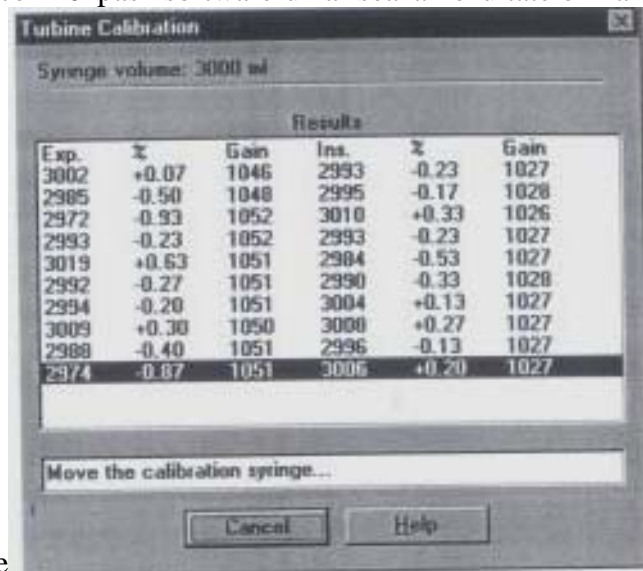 software
Turbine Calibration
Syringe volume: 3000 ml
Results
Exp. % Gain Ins. % Gain
3002 +0.07 1046 2993 -0.23 1027
2985 -0.50 1048 2995 -0.17 1028
2972 -0.93 1052 3010 +0.33 1026
2993 -0.23 1052 2993 -0.23 1027
3019 +0.63 1051 2984 -0.53 1027
2992 -0.27 1051 2990 -0.33 1028
2994 -0.20 1051 3004 +0.13 1027
3009 +0.30 1050 3008 +0.27 1027
2988 -0.40 1051 2996 -0.13 1027
2974 -0.87 1051 3006 +0.20 1027
Move the calibration syringe...
Cancel Help
e